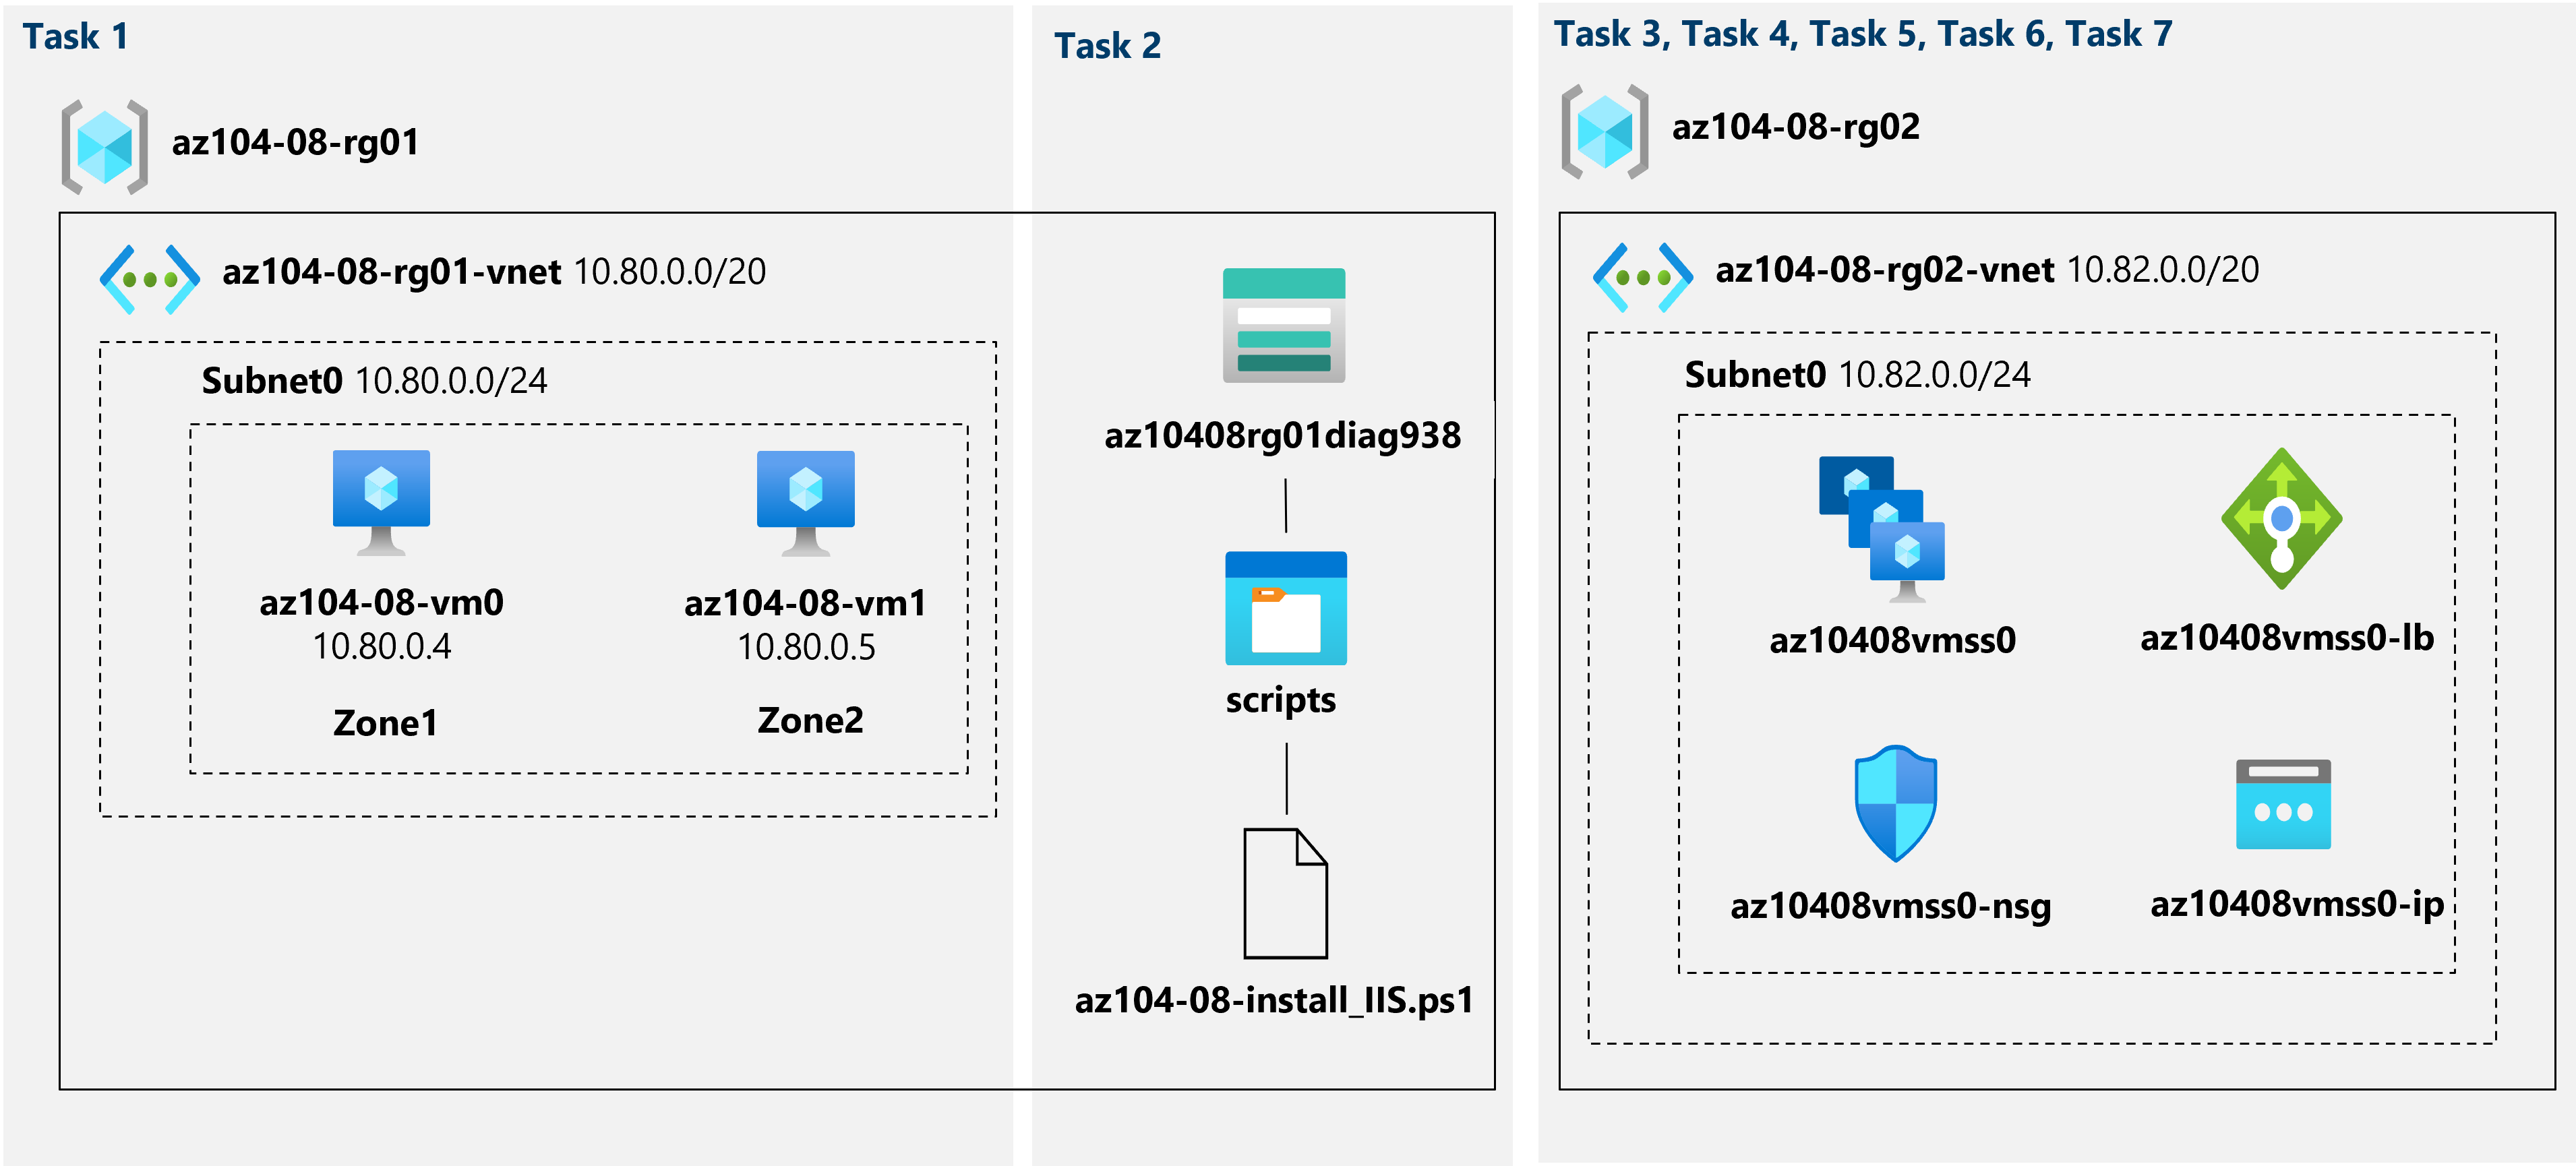 Task 1
az104-08-rg01
az104-08-rg01-vnet 10.80.0.0/20
Subnet0 10.80.0.0/24
az104-08-vm0
10.80.0.4
Zone1
az104-08-vm1
10.80.0.5
Zone2
Task 2
az10408rg01diag938
scripts
az104-08-install_IIS.ps1
Task 3, Task 4, Task 5, Task 6, Task 7
az104-08-rg02
az104-08-rg02-vnet 10.82.0.0/20
Subnet0 10.82.0.0/24
az10408vmss0
az10408vmss0-lb
az10408vmss0-nsg
az10408vmss0-ip